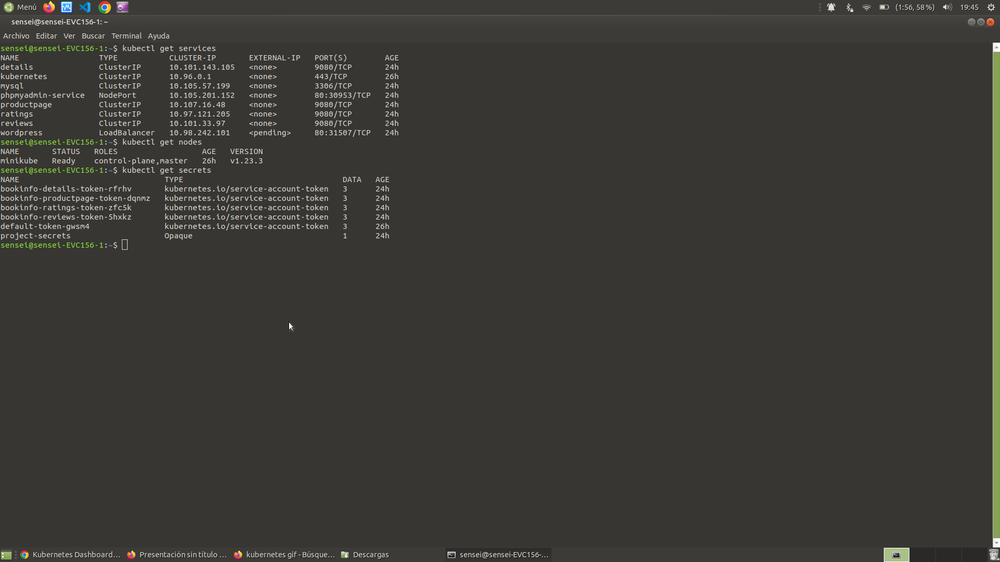 Menú (1:56, 58%) 19:45
sensei@sensei-EVC156-1: ~
Archivo Editar Ver Buscar Terminal Ayuda
sensei@sensei-EVC156-1:~$ kubectl get services
NAME TYPE CLUSTER-IP EXTERNAL-IP PORT(S) AGE
details ClusterIP 10.101.143.105 <none> 9080/TCP 24h
kubernetes ClusterIP 10.96.0.1 <none> 443/TCP 26h
mysql ClusterIP 10.105.57.199 <none> 3306/TCP 24h
phpmyadmin-service NodePort 10.105.201.152 <none> 80:30953/TCP 24h
productpage ClusterIP 10.107.16.48 <none> 9080/TCP 24h
ratings ClusterIP 10.97.121.205 <none> 9080/TCP 24h
reviews ClusterIP 10.101.33.97 <none> 9080/TCP 24h
wordpress LoadBalancer 10.98.242.101 <pending> 80:31507/TCP 24h
sensei@sensei-EVC156-1:~$ kubectl get nodes
NAME STATUS ROLES AGE VERSION
minikube Ready control-plane,master 26h v1.23.3
sensei@sensei-EVC156-1:~$ kubectl get secrets
NAME TYPE DATA AGE
bookinfo-details-token-rfrhv kubernetes.io/service-account-token 3 24h
bookinfo-productpage-token-dqnmz kubernetes.io/service-account-token 3 24h
bookinfo-ratings-token-zfc5k kubernetes.io/service-account-token 3 24h
bookinfo-reviews-token-5hxkz kubernetes.io/service-account-token 3 24h
default-token-gwsm4 kubernetes.io/service-account-token 3 26h
project-secrets Opaque 1 24h
sensei@sensei-EVC156-1:~$
Kubernetes Dashboard... Presentación sin título ... kubernetes gif - Búsque... Descargas sensei@sensei-EVC156-...